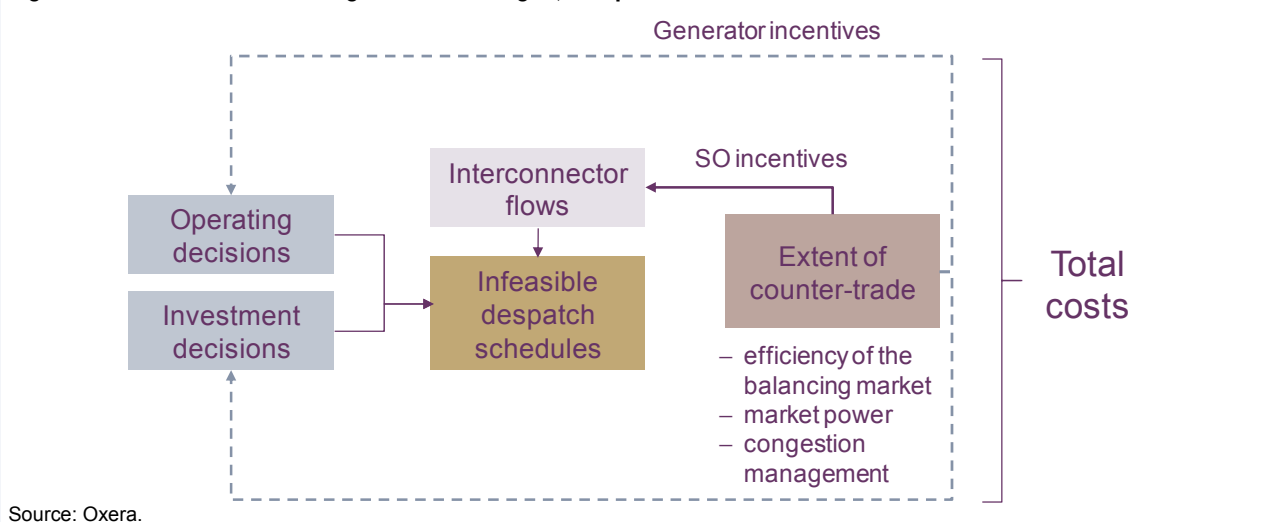 Generator incentives
SO incentives
Interconnector
flows
Operating
decisions
Investment
decisions
Infeasible
despatch
schedules
Extent of
counter-trade
– efficiency of the
balancing market
– market power
– congestion
management
Total
costs
Source: Oxera.